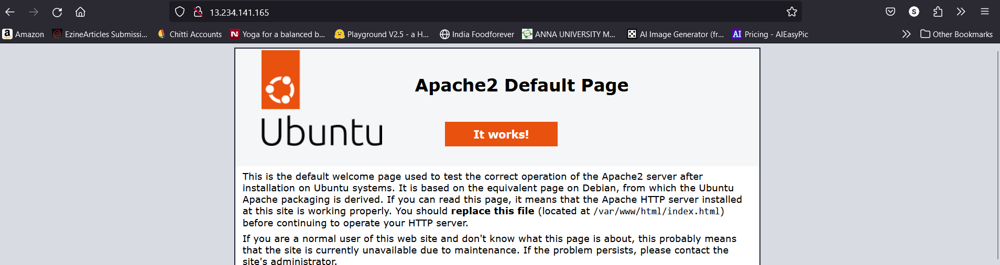 13.234.141.165
S
Amazon
EzineArticles Submissi...
Chitti Accounts
N
Yoga for a balanced b...
Playground V2.5 - a H...
India Foodforever
ANNA UNIVERSITY M...
AI Image Generator (fr...
AI
Pricing - AIEasyPic
Other Bookmarks
Ubuntu
Apache2 Default Page
It works!
This is the default welcome page used to test the correct operation of the Apache2 server after
installation on Ubuntu systems. It is based on the equivalent page on Debian, from which the Ubuntu
Apache packaging is derived. If you can read this page, it means that the Apache HTTP server installed
at this site is working properly. You should replace this file (located at /var/www/html/index.html)
before continuing to operate your HTTP server.
If you are a normal user of this web site and don't know what this page is about, this probably means
that the site is currently unavailable due to maintenance. If the problem persists, please contact the
site's administrator.